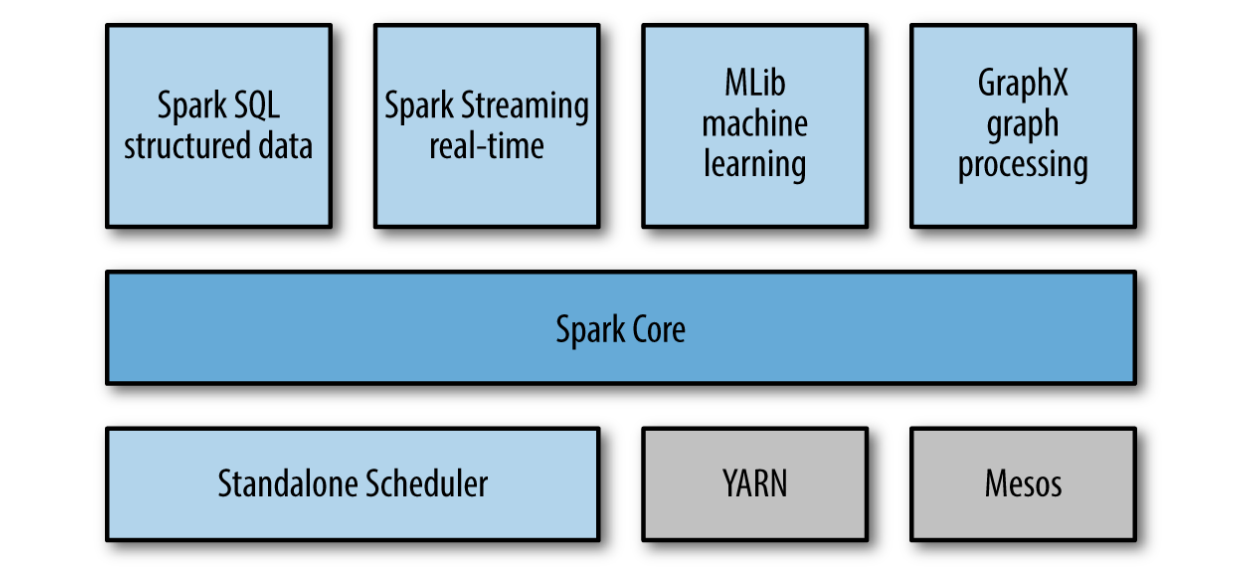 Spark SQL
structured data
Spark Streaming
real-time
MLib
machine
learning
GraphX
graph
processing
Spark Core
Standalone Scheduler
YARN
Mesos